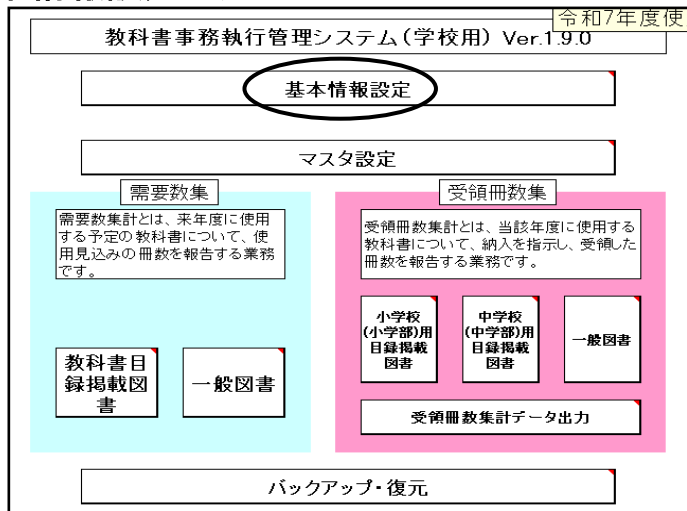 令和7年度使
教科書事務執行管理システム(学校用) Ver.1.9.0
基本情報設定
マスタ設定
需要数集
需要数集計とは、来年度に使用
する予定の教科書について、使
用見込みの冊数を報告する業務
です。
教科書目
録掲載図
書
一般図書
受領冊数集
受領冊数集計とは、当該年度に使用する
教科書について、納入を指示し、受領した
冊数を報告する業務です。
小学校
(小学部)用
目録掲載
図書
中学校
(中学部)用
目録掲載
図書
一般図書
受領冊数集計データ出力
バックアップ・復元